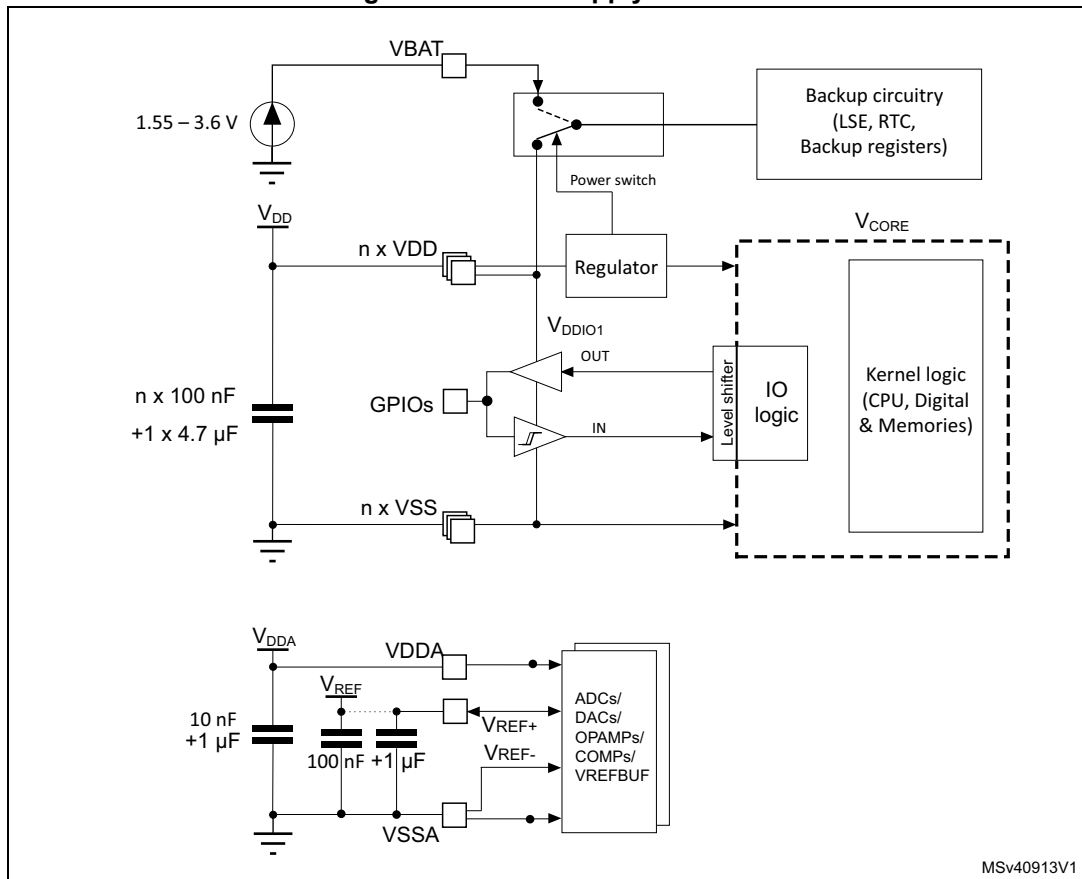 VBAT
1.55 – 3.6 V
Backup circuitry
(LSE, RTC,
Backup registers)
Power switch
VDD
n x VDD
Regulator
VCORE
VDDIO1
OUT
GPIOs
IN
Level shifter
IO
logic
Kernel logic
(CPU, Digital
& Memories)
n x 100 nF
+1 x 4.7 µF
n x VSS
VDDA
VDDA
VREF
10 nF
+1 µF
100 nF
+1 µF
VREF+
VREF-
ADCs/
DACs/
OPAMPs/
COMPs/
VREFBUF
VSSA
MSv40913V1